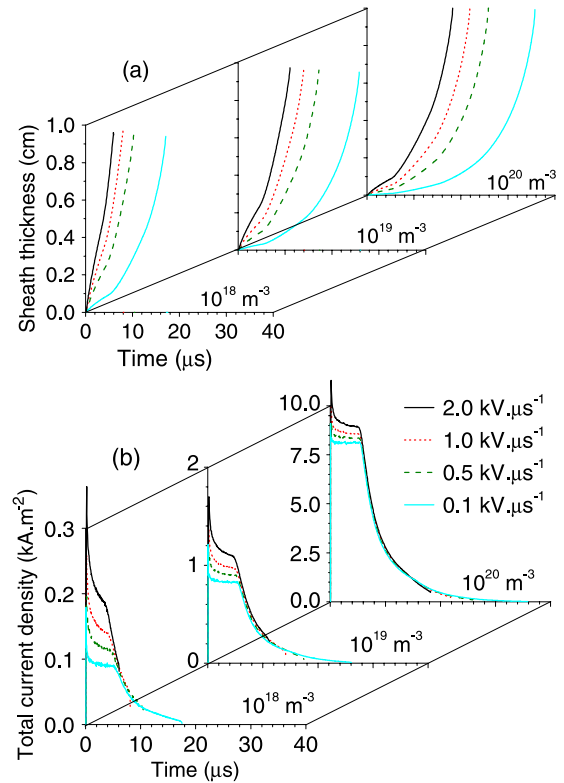 (a)
Sheath thickness (cm)
1.0
0.8
0.6
0.4
0.2
0.0
10^18 m^-3
10^19 m^-3
10^20 m^-3
0 10 20 30 40
Time (μs)
(b)
Total current density (kA.m^-2)
0.3
0.2
0.1
0.0
2
1
0
10.0
7.5
5.0
2.5
0.0
2.0 kV.μs^-1
1.0 kV.μs^-1
0.5 kV.μs^-1
0.1 kV.μs^-1
10^20 m^-3
10^19 m^-3
10^18 m^-3
0 10 20 30 40
Time (μs)